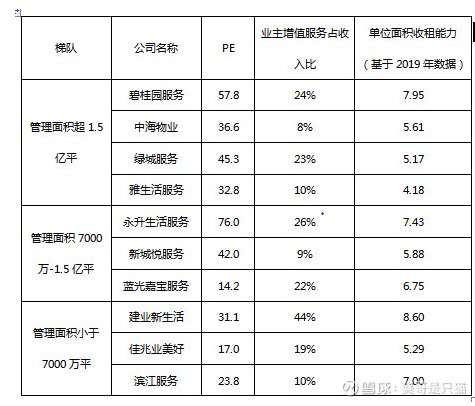 梯队 公司名称 PE 业主增值服务占收 单位面积收租能力
入比 （基于 2019 年数据）
管理面积超 1.5
亿平
碧桂园服务 57.8 24% 7.95
中海物业 36.6 8% 5.61
绿城服务 45.3 23% 5.17
雅生活服务 32.8 10% 4.18
管理面积 7000
万-1.5 亿平
永升生活服务 76.0 26% 7.43
新城悦服务 42.0 9% 5.88
蓝光嘉宝服务 14.2 22% 6.75
管理面积小于
7000 万平
建业新生活 31.1 44% 8.60
佳兆业美好 17.0 19% 5.29
滨江服务 23.8 10% 7.00
雪球：奥哥是只猫